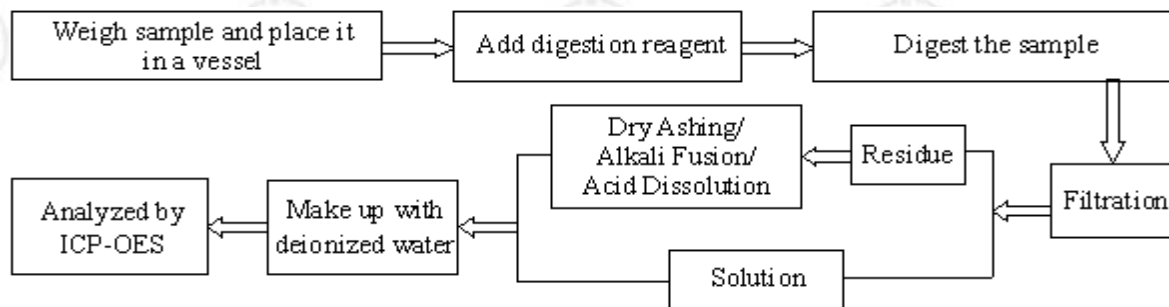 Weigh sample and place it
in a vessel
Add digestion reagent
Digest the sample
Filtration
Residue
Dry Ashing/
Alkali Fusion/
Acid Dissolution
Solution
Make up with
deionized water
Analyzed by
ICP-OES